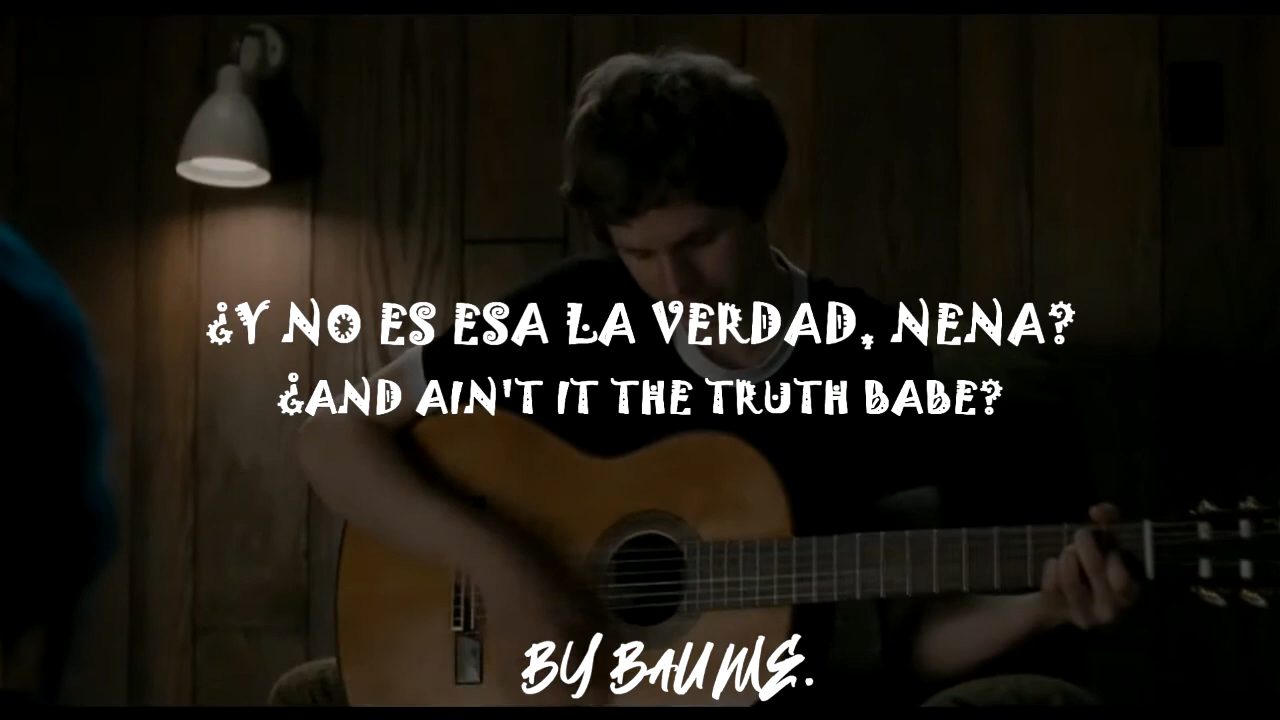 ¿Y NO ES ESA LA VERDAD, NENA?
¿AND AIN'T IT THE TRUTH BABE?
BY BAUME.